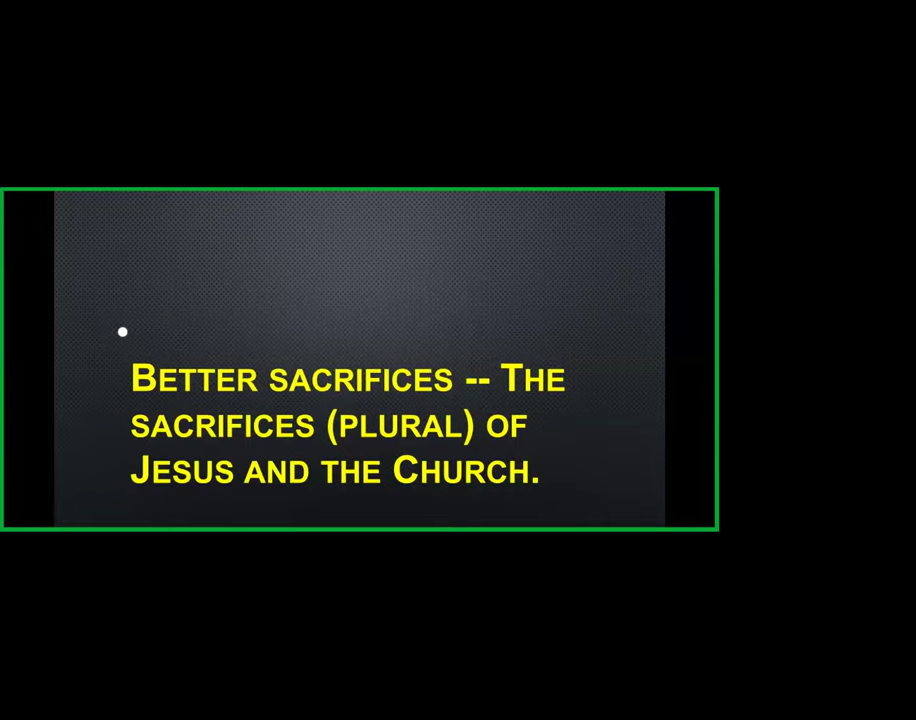 •
BETTER SACRIFICES -- THE
SACRIFICES (PLURAL) OF
JESUS AND THE CHURCH.